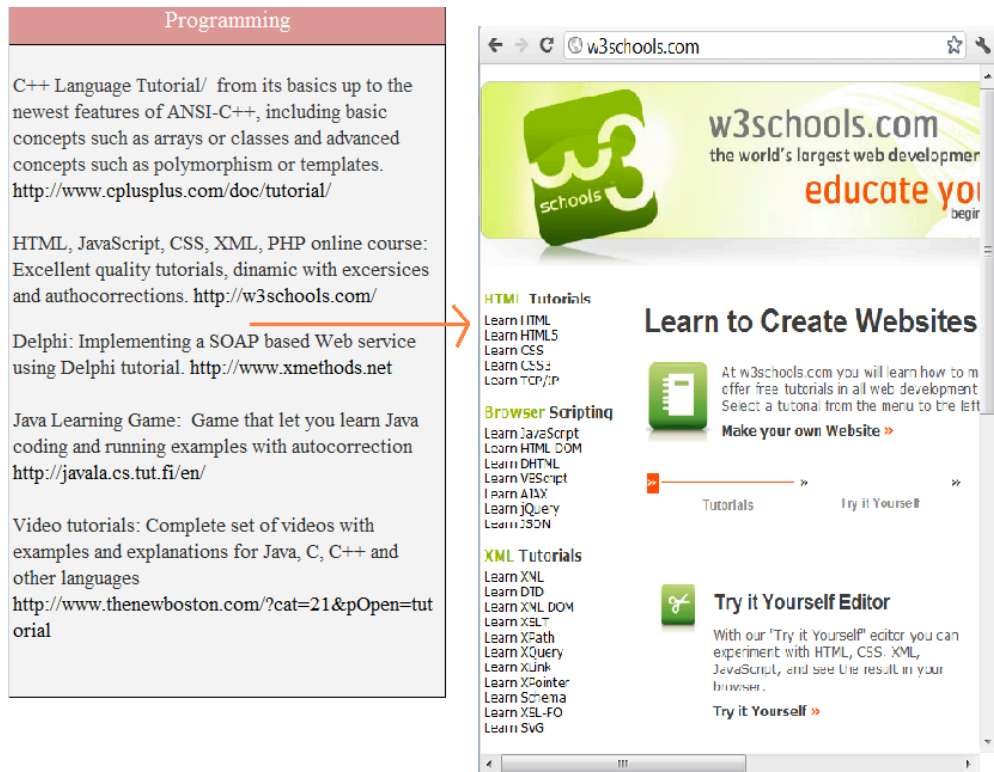 Programming
C++ Language Tutorial/  from its basics up to the
newest features of ANSI-C++, including basic
concepts such as arrays or classes and advanced
concepts such as polymorphism or templates.
http://www.cplusplus.com/doc/tutorial/
HTML, JavaScript, CSS, XML, PHP online course:
Excellent quality tutorials, dinamic with excersices
and authocorrections. http://w3schools.com/
Delphi: Implementing a SOAP based Web service
using Delphi tutorial. http://www.xmethods.net
Java Learning Game:  Game that let you learn Java
coding and running examples with autocorrection
http://javala.cs.tut.fi/en/
Video tutorials: Complete set of videos with
examples and explanations for Java, C, C++ and
other languages
http://www.thenewboston.com/?cat=21&pOpen=tut
orial
w3schools.com
w3
schools
w3schools.com
the world's largest web developmen
educate you
begin
HTML Tutorials
Learn HTML
Learn HTML5
Learn CSS
Learn CSS3
Learn TCP/IP
Browser Scripting
Learn JavaScript
Learn HTML DOM
Learn DHTML
Learn VBScript
Learn AJAX
Learn jQuery
Learn JSON
XML Tutorials
Learn XML
Learn DTD
Learn XML DOM
Learn XSLT
Learn XPath
Learn XQuery
Learn XLink
Learn XPointer
Learn Schema
Learn XSL-FO
Learn SVG
Learn to Create Websites
At w3schools.com you will learn how to m
offer free tutorials in all web development
Select a tutorial from the menu to the left
Make your own Website »
» » »
Tutorials Try it Yourself
Try it Yourself Editor
With our "Try it Yourself" editor you can
experiment with HTML, CSS, XML,
JavaScript, and see the result in your
browser.
Try it Yourself »